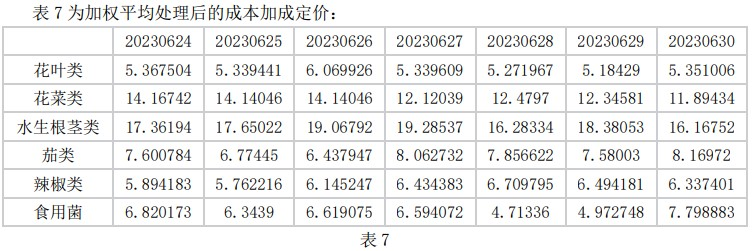 表 7 为加权平均处理后的成本加成定价：
20230624 20230625 20230626 20230627 20230628 20230629 20230630
花叶类 5.367504 5.339441 6.069926 5.339609 5.271967 5.18429 5.351006
花菜类 14.16742 14.14046 14.14046 12.12039 12.4797 12.34581 11.89434
水生根茎类 17.36194 17.65022 19.06792 19.28537 16.28334 18.38053 16.16752
茄类 7.600784 6.77445 6.437947 8.062732 7.856622 7.58003 8.16972
辣椒类 5.894183 5.762216 6.145247 6.434383 6.709795 6.494181 6.337401
食用菌 6.820173 6.3439 6.619075 6.594072 4.71336 4.972748 7.798883
表 7